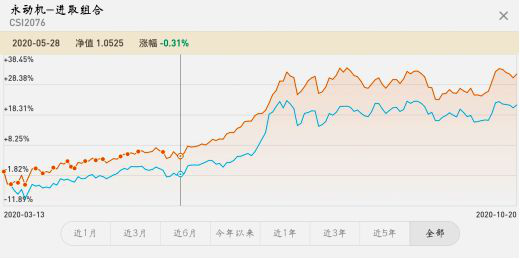 永动机-进取组合
CSI2076
2020-05-28 净值 1.0525 涨幅 -0.31%
+38.45%
+28.38%
+18.31%
+8.25%
-1.82%
-11.89%
2020-03-13 2020-10-20
近1月 近3月 近6月 今年以来 近1年 近3年 近5年 全部